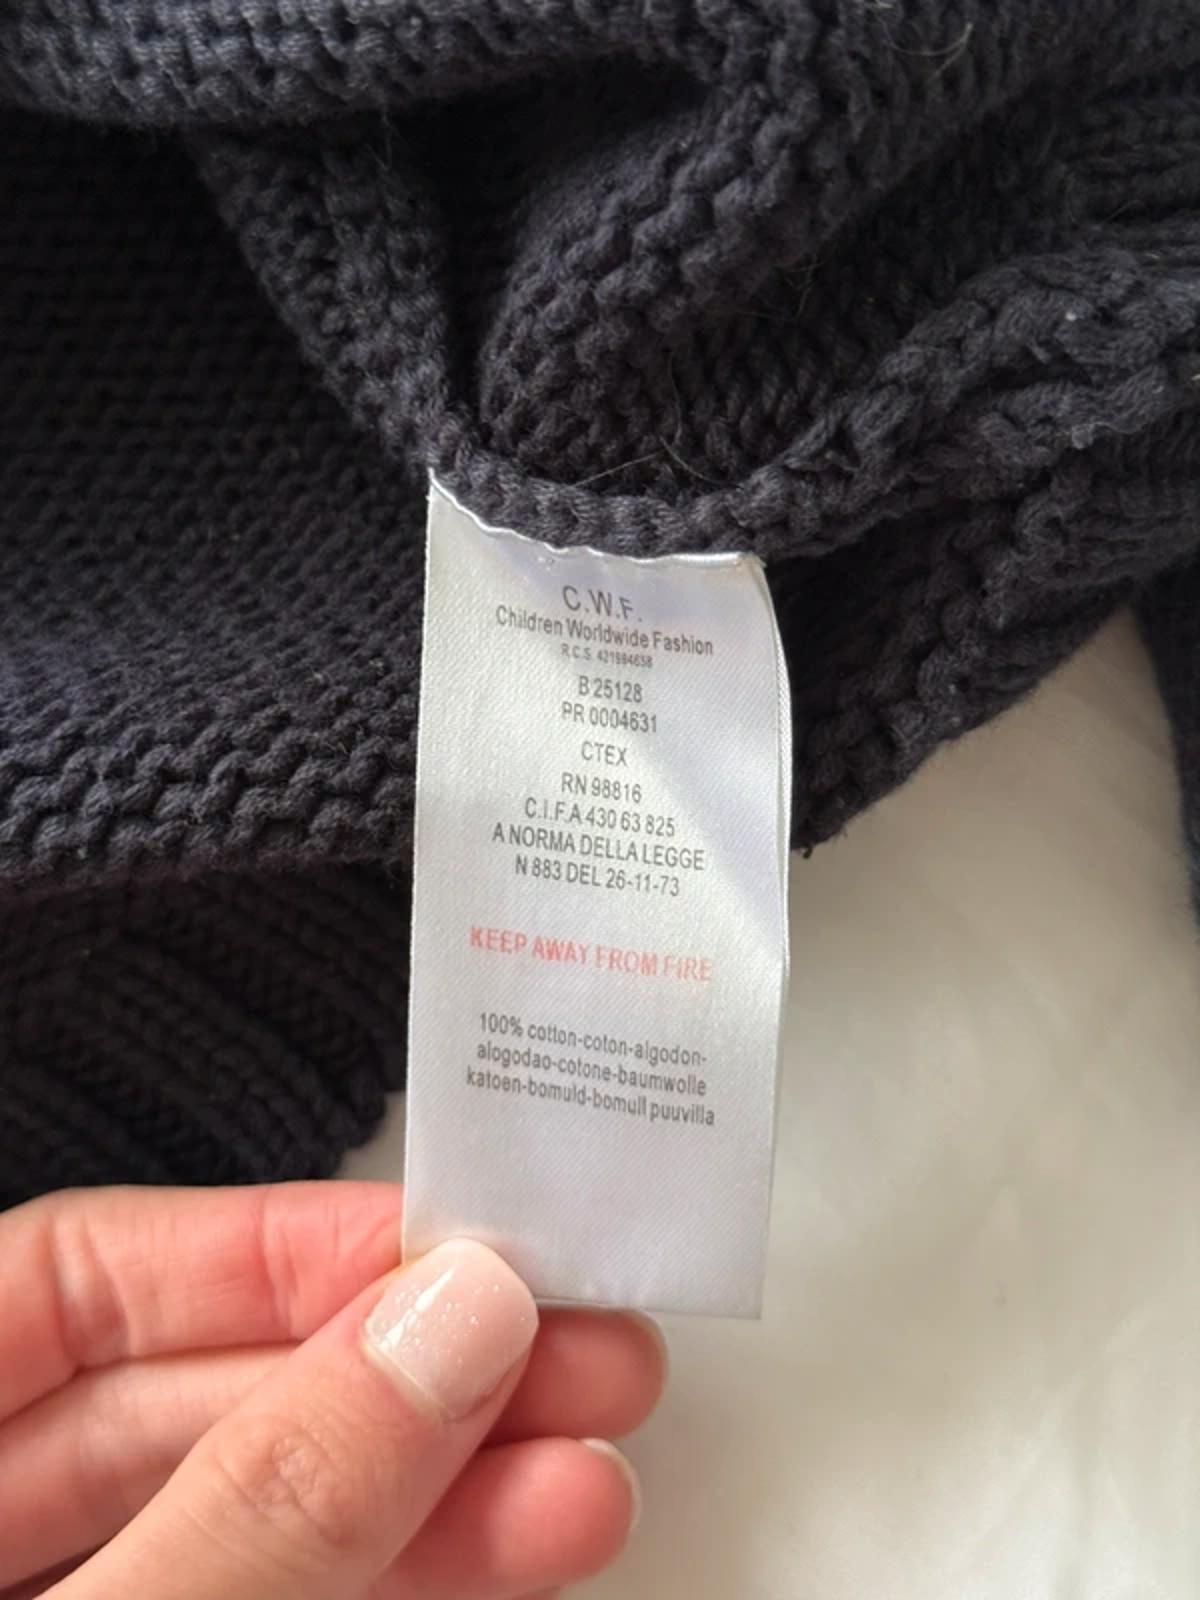 C.W.F.
Children Worldwide Fashion
R.C.S. 421994658
B 25128
PR 0004631
CTEX
RN 98816
C.I.F.A 430 63 825
A NORMA DELLA LEGGE
N 883 DEL 26-11-73
KEEP AWAY FROM FIRE
100% cotton-coton-algodon-
alogodao-cotone-baumwolle
katoen-bomuld-bomull puuvilla